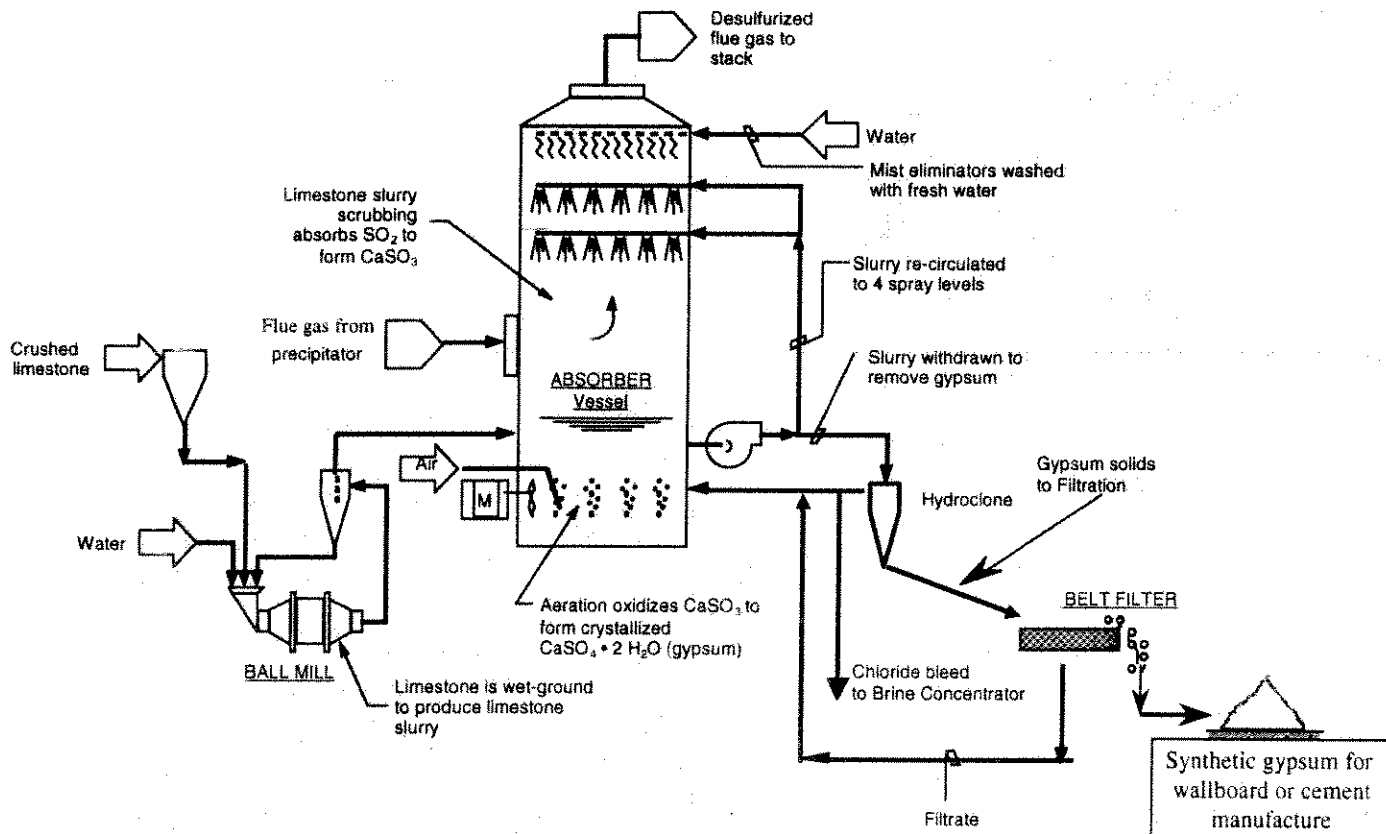 Desulfurized
flue gas to
stack
Water
Mist eliminators washed
with fresh water
Limestone slurry
scrubbing
absorbs SO₂ to
form CaSO₃
Slurry re-circulated
to 4 spray levels
Flue gas from
precipitator
Crushed
limestone
Slurry withdrawn to
remove gypsum
ABSORBER
Vessel
Air
M
Gypsum solids
to Filtration
Hydroclone
Water
BELT FILTER
Aeration oxidizes CaSO₃ to
form crystallized
CaSO₄ • 2 H₂O (gypsum)
BALL MILL
Limestone is wet-ground
to produce limestone
slurry
Chloride bleed
to Brine Concentrator
Synthetic gypsum for
wallboard or cement
manufacture
Filtrate